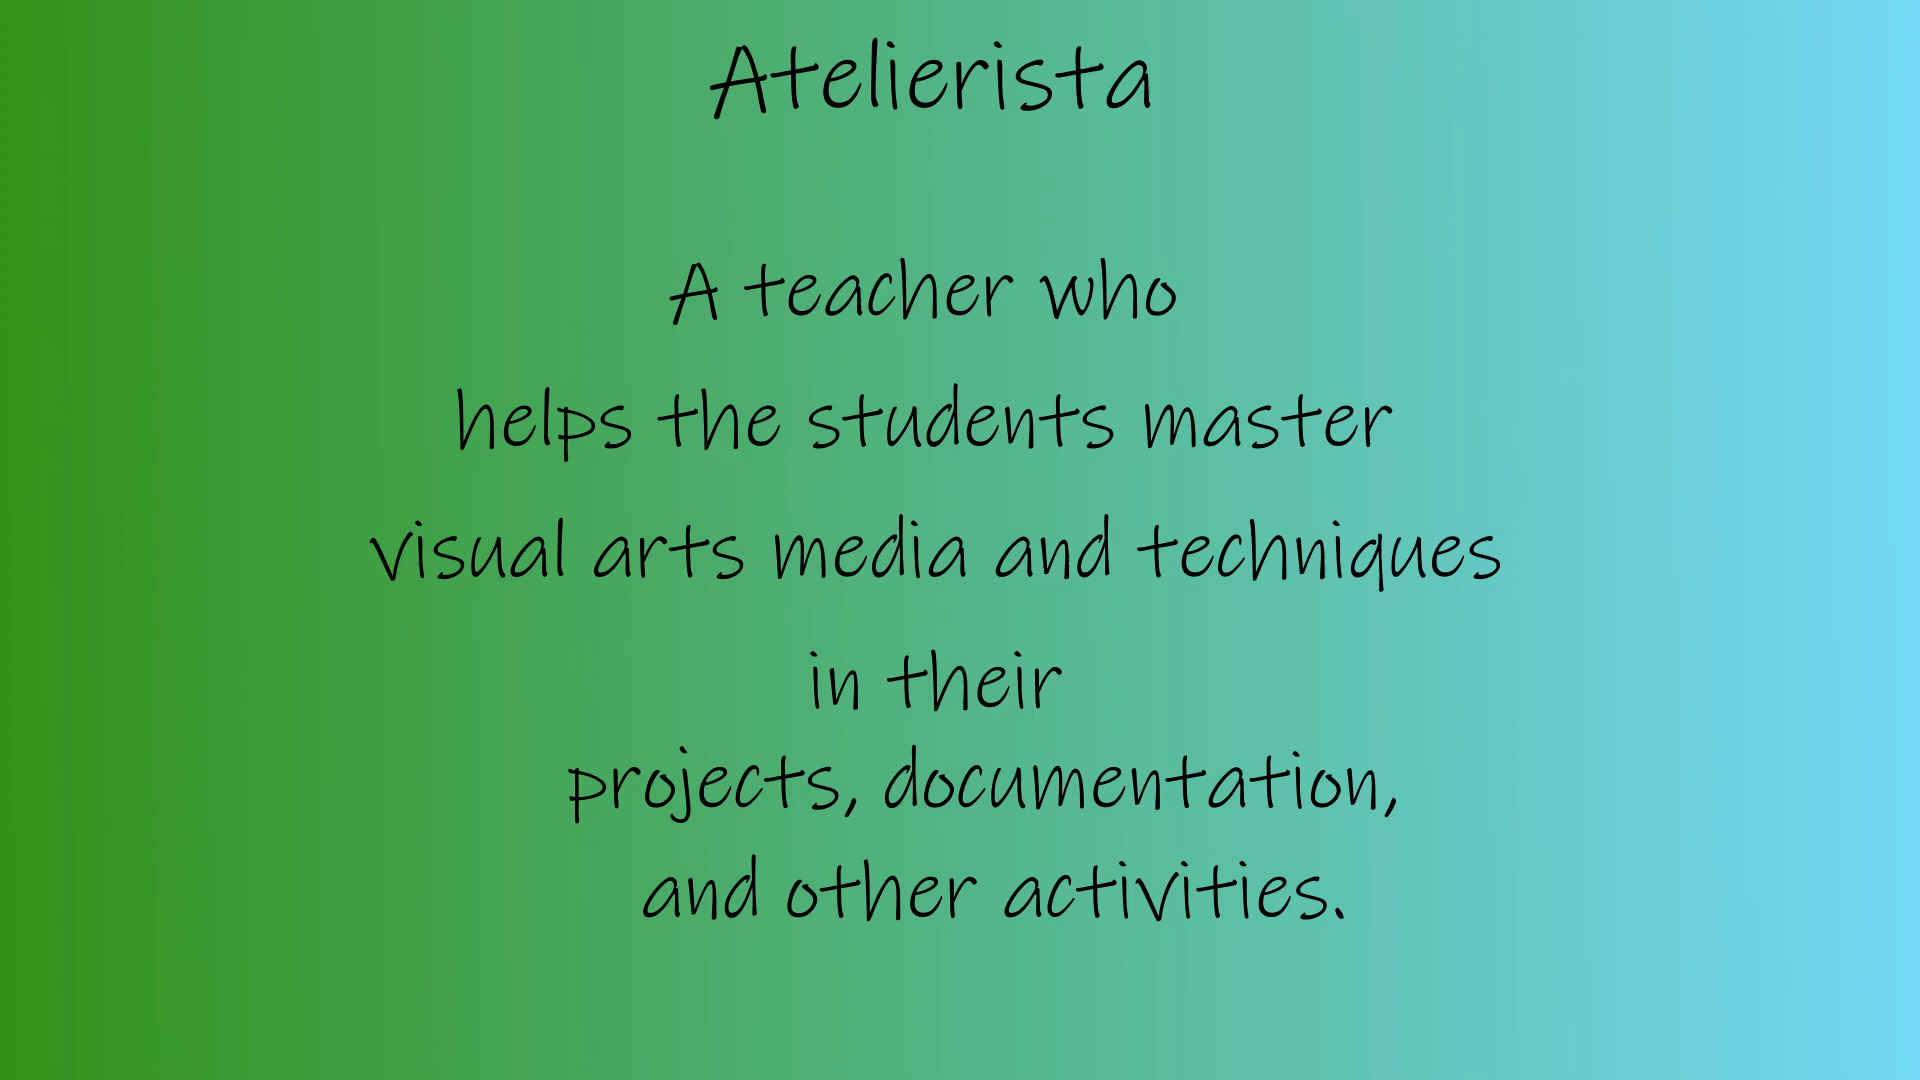 Atelierista
A teacher who
helps the students master
visual arts media and techniques
in their
projects, documentation,
and other activities.